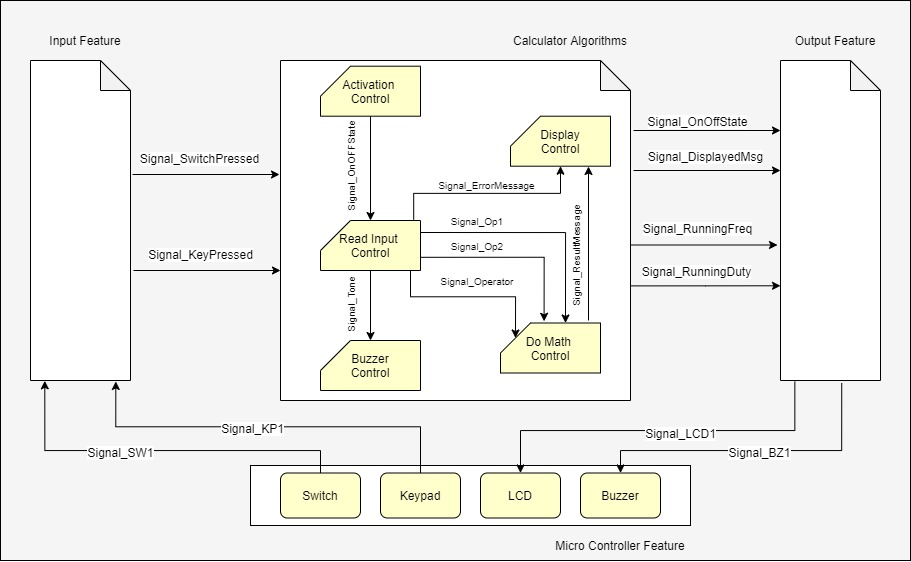 Input Feature
Calculator Algorithms
Output Feature
Activation
Control
Signal_OnOFFState
Display
Control
Signal_OnOffState
Signal_SwitchPressed
Signal_DisplayedMsg
Signal_ErrorMessage
Signal_Op1
Signal_ResultMessage
Read Input
Control
Signal_Op2
Signal_RunningFreq
Signal_KeyPressed
Signal_Operator
Signal_RunningDuty
Signal_Tone
Do Math
Control
Buzzer
Control
Signal_KP1
Signal_LCD1
Signal_SW1
Signal_BZ1
Switch
Keypad
LCD
Buzzer
Micro Controller Feature